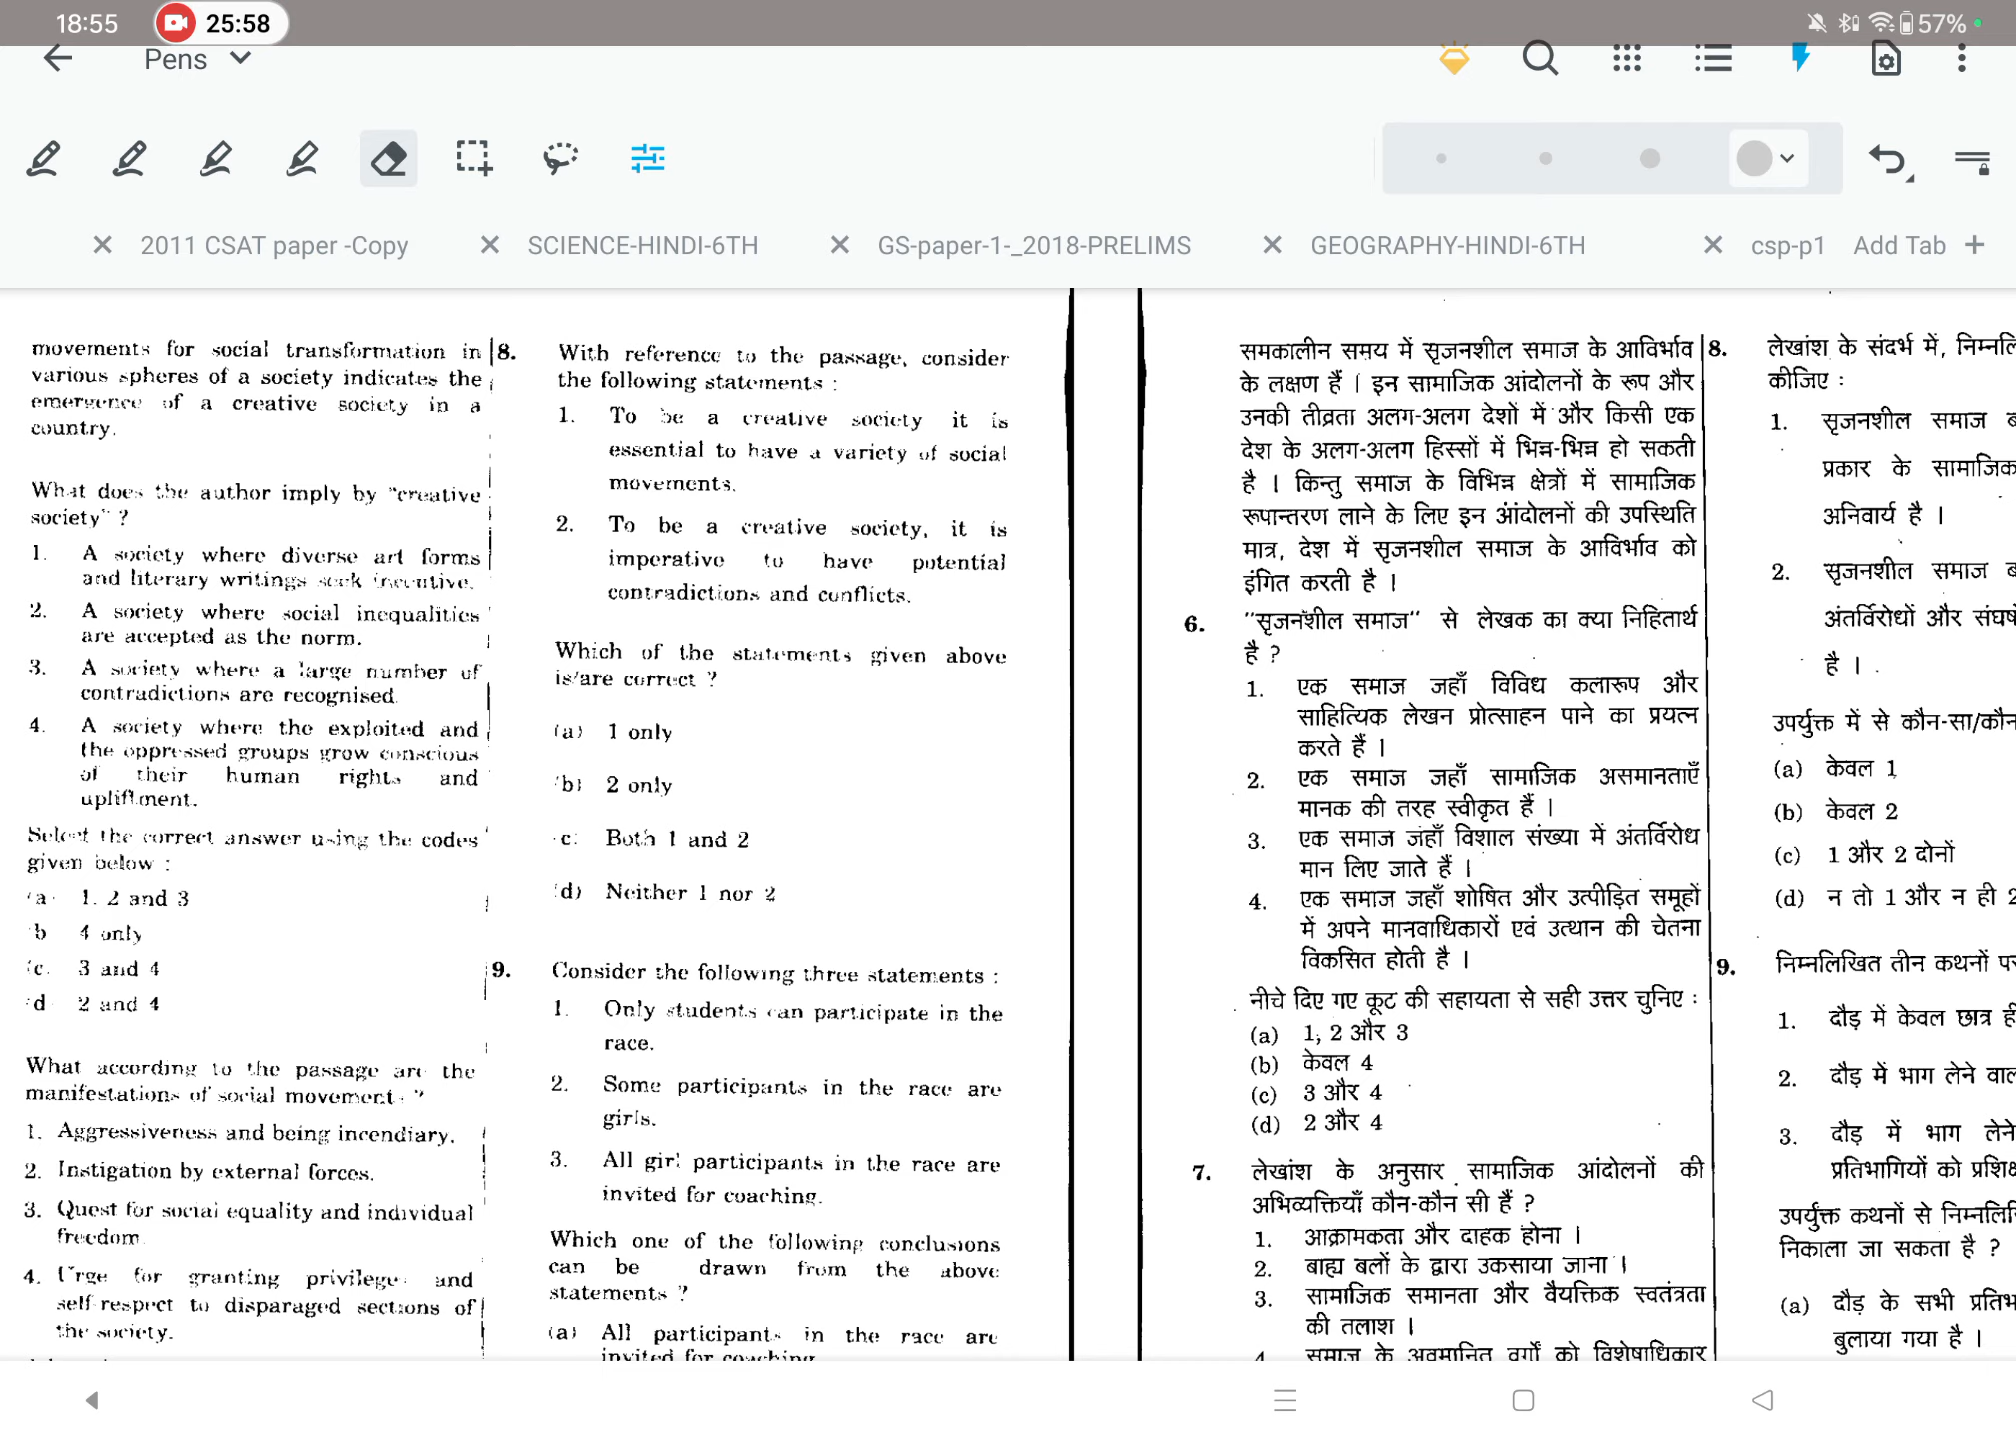 18:55
25:58
57%
Pens
2011 CSAT paper -Copy
SCIENCE-HINDI-6TH
GS-paper-1-_2018-PRELIMS
GEOGRAPHY-HINDI-6TH
csp-p1
Add Tab +
movements for social transformation in
various spheres of a society indicates the
emergence of a creative society in a
country.
What does the author imply by "creative
society" ?
1. A society where diverse art forms
and literary writings seek incentive.
2. A society where social inequalities
are accepted as the norm.
3. A society where a large number of
contradictions are recognised.
4. A society where the exploited and
the oppressed groups grow conscious
of their human rights and
upliftment.
Select the correct answer using the codes
given below :
(a) 1, 2 and 3
(b) 4 only
(c) 3 and 4
(d) 2 and 4
What according to the passage are the
manifestations of social movements ?
1. Aggressiveness and being incendiary.
2. Instigation by external forces.
3. Quest for social equality and individual
freedom.
4. Urge for granting privileges and
self-respect to disparaged sections of
the society.
8. With reference to the passage, consider
the following statements :
1. To be a creative society it is
essential to have a variety of social
movements.
2. To be a creative society, it is
imperative to have potential
contradictions and conflicts.
Which of the statements given above
is/are correct ?
(a) 1 only
(b) 2 only
(c) Both 1 and 2
(d) Neither 1 nor 2
9. Consider the following three statements :
1. Only students can participate in the
race.
2. Some participants in the race are
girls.
3. All girl participants in the race are
invited for coaching.
Which one of the following conclusions
can be drawn from the above
statements ?
(a) All participants in the race are
invited for coaching
समकालीन समय में सृजनशील समाज के आविर्भाव
के लक्षण हैं । इन सामाजिक आंदोलनों के रूप और
उनकी तीव्रता अलग-अलग देशों में और किसी एक
देश के अलग-अलग हिस्सों में भिन्न-भिन्न हो सकती
है । किन्तु समाज के विभिन्न क्षेत्रों में सामाजिक
रूपान्तरण लाने के लिए इन आंदोलनों की उपस्थिति
मात्र, देश में सृजनशील समाज के आविर्भाव को
इंगित करती है ।
6. "सृजनशील समाज" से लेखक का क्या निहितार्थ
है ?
1. एक समाज जहाँ विविध कलारूप और
साहित्यिक लेखन प्रोत्साहन पाने का प्रयत्न
करते हैं ।
2. एक समाज जहाँ सामाजिक असमानताएँ
मानक की तरह स्वीकृत हैं ।
3. एक समाज जहाँ विशाल संख्या में अंतर्विरोध
मान लिए जाते हैं ।
4. एक समाज जहाँ शोषित और उत्पीड़ित समूहों
में अपने मानवाधिकारों एवं उत्थान की चेतना
विकसित होती है ।
नीचे दिए गए कूट की सहायता से सही उत्तर चुनिए :
(a) 1, 2 और 3
(b) केवल 4
(c) 3 और 4
(d) 2 और 4
7. लेखांश के अनुसार सामाजिक आंदोलनों की
अभिव्यक्तियाँ कौन-कौन सी हैं ?
1. आक्रामकता और दाहक होना ।
2. बाह्य बलों के द्वारा उकसाया जाना ।
3. सामाजिक समानता और वैयक्तिक स्वतंत्रता
की तलाश ।
4. समाज के अवमानित वर्गों को विशेषाधिकार
8. लेखांश के संदर्भ में,
कीजिए :
1. सृजनशील समाज
प्रकार के सामाजिक
अनिवार्य है ।
2. सृजनशील समाज
अंतर्विरोधों और
है ।
उपर्युक्त में से कौन-सा/कौन
(a) केवल 1
(b) केवल 2
(c) 1 और 2 दोनों
(d) न तो 1 और न ही 2
9. निम्नलिखित तीन कथनों
1. दौड़ में केवल छात्र
2. दौड़ में भाग लेने
3. दौड़ में भाग लेने
प्रतिभागियों को
उपर्युक्त कथनों से
निकाला जा सकता है ?
(a) दौड़ के सभी
बुलाया गया है ।